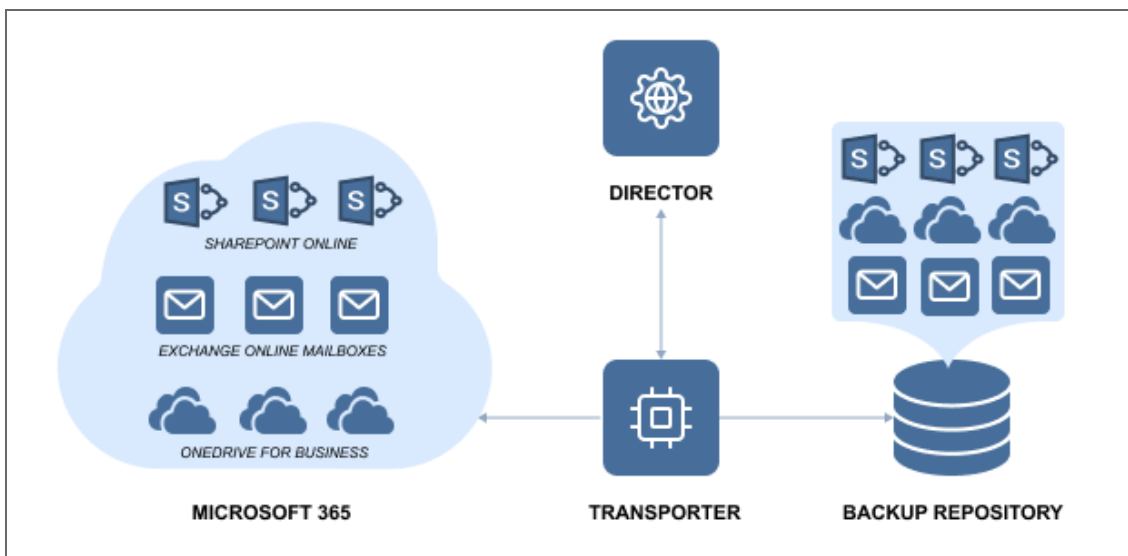 DIRECTOR
S S S
SHAREPOINT ONLINE
EXCHANGE ONLINE MAILBOXES
ONEDRIVE FOR BUSINESS
S S S
MICROSOFT 365
TRANSPORTER
BACKUP REPOSITORY